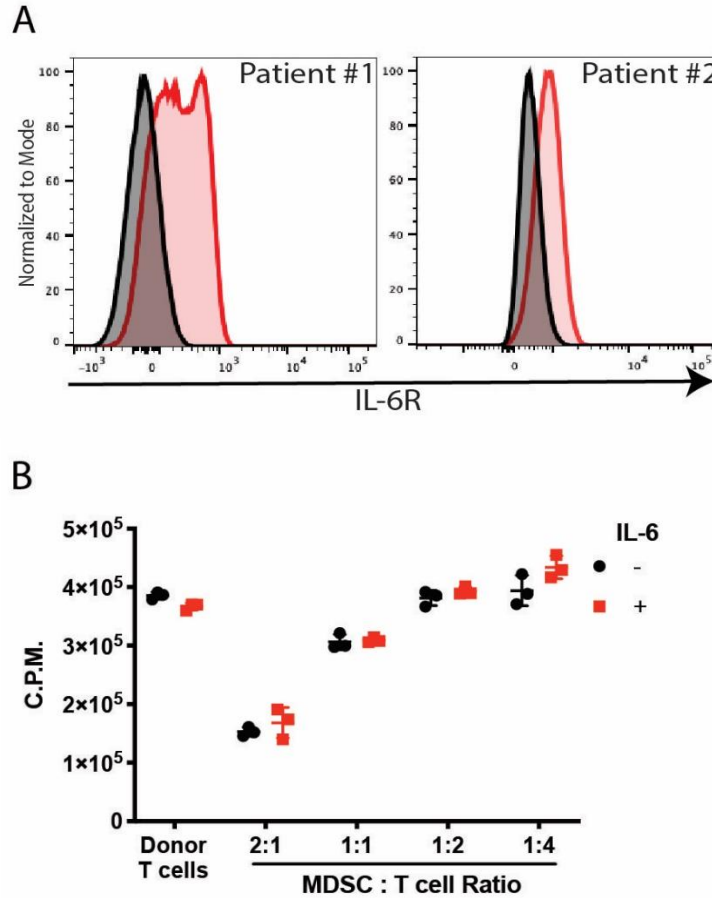 A
Patient #1
Patient #2
Normalized to Mode
100
80
60
40
20
0
-10³ 0 10³ 10⁴ 10⁵
100
80
60
40
20
0
0 10⁴ 10⁵
IL-6R
B
5×10⁵
4×10⁵
3×10⁵
2×10⁵
1×10⁵
0
C.P.M.
IL-6
-
+
Donor
T cells
2:1 1:1 1:2 1:4
MDSC : T cell Ratio